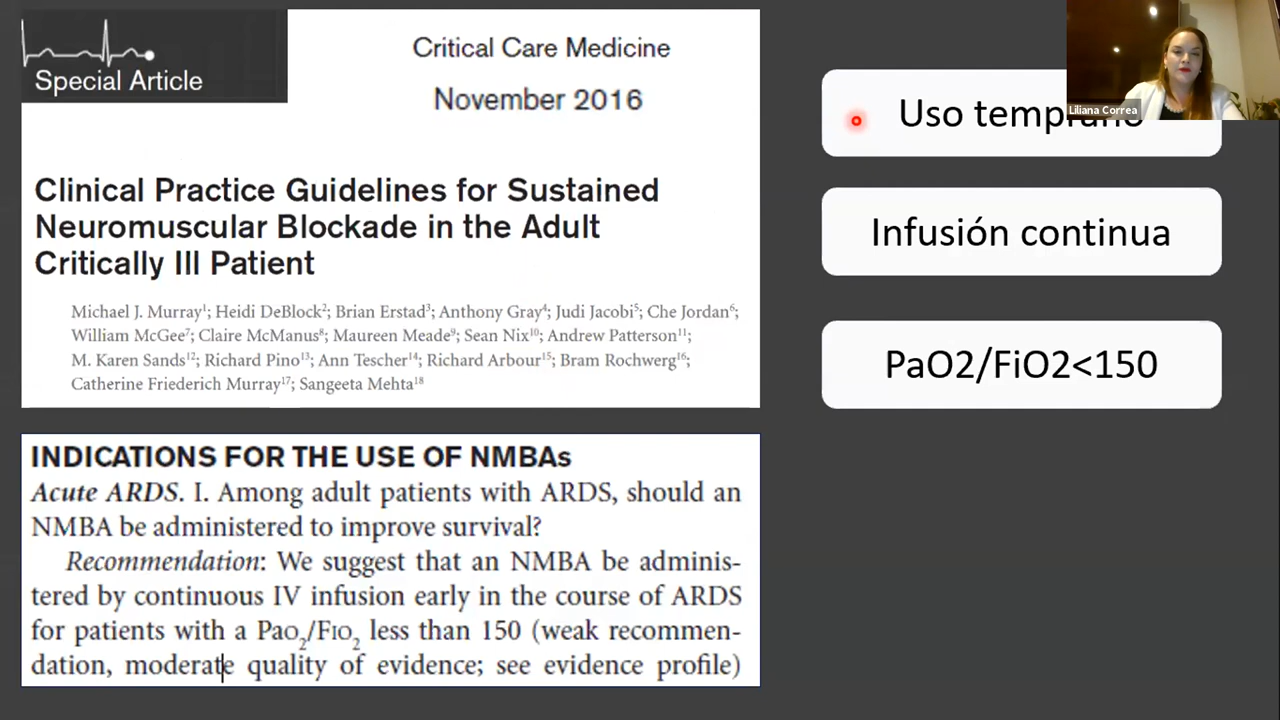 Special Article
Critical Care Medicine
November 2016
Clinical Practice Guidelines for Sustained
Neuromuscular Blockade in the Adult
Critically Ill Patient
Michael J. Murray1; Heidi DeBlock2; Brian Erstad3; Anthony Gray4; Judi Jacobi5; Che Jordan6;
William McGee7; Claire McManus8; Maureen Meade9; Sean Nix10; Andrew Patterson11;
M. Karen Sands12; Richard Pino13; Ann Tescher14; Richard Arbour15; Bram Rochwerg16;
Catherine Friederich Murray17; Sangeeta Mehta18
INDICATIONS FOR THE USE OF NMBAs
Acute ARDS. I. Among adult patients with ARDS, should an
NMBA be administered to improve survival?
Recommendation: We suggest that an NMBA be adminis-
tered by continuous IV infusion early in the course of ARDS
for patients with a PaO2/FIO2 less than 150 (weak recommen-
dation, moderate quality of evidence; see evidence profile)
Liliana Correa
Uso temprano
Infusión continua
PaO2/FiO2<150